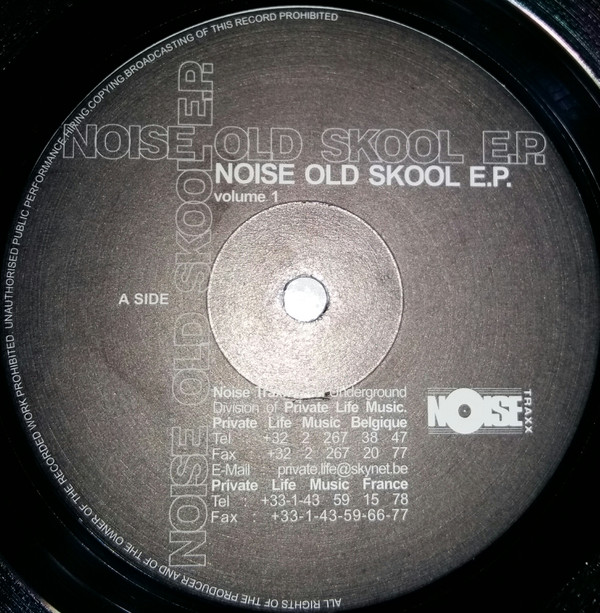 ALL RIGHTS OF THE PRODUCER AND OF THE OWNER OF THE RECORDED WORK PROHIBITED. UNAUTHORISED PUBLIC PERFORMANCE.HIRING.COPYING.BROADCASTING OF THIS RECORD PROHIBITED
NOISE OLD SKOOL E.P.
NOISE OLD SKOOL E.P.
NOISE OLD SKOOL E.P.
volume 1
A SIDE
Noise Underground
Division of Private Life Music.
Private Life Music Belgique
Tel : +32 2 267 38 47
Fax : +32 2 267 20 77
E-Mail : private.life@skynet.be
Private Life Music France
Tel : +33-1-43 59 15 78
Fax : +33-1-43-59-66-77
NOISE
TRAXX